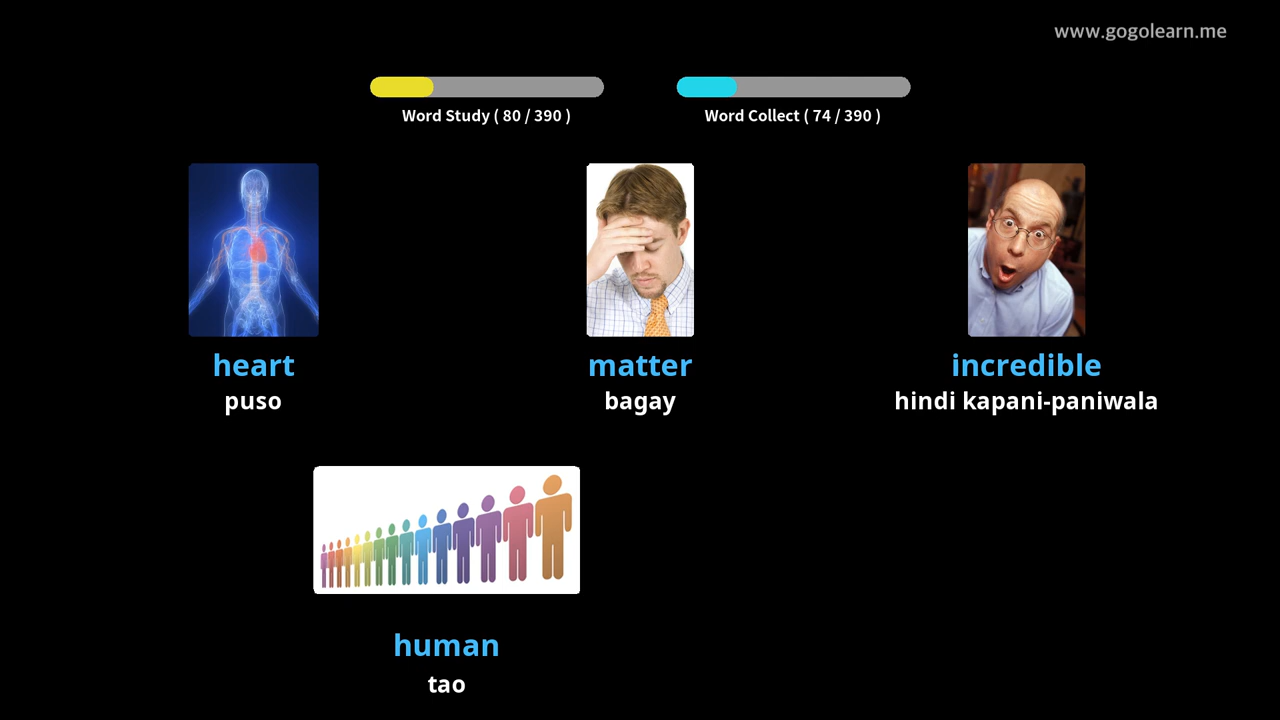 www.gogolearn.me
Word Study ( 80 / 390 )
Word Collect ( 74 / 390 )
heart
matter
incredible
puso
bagay
hindi kapani-paniwala
human
tao